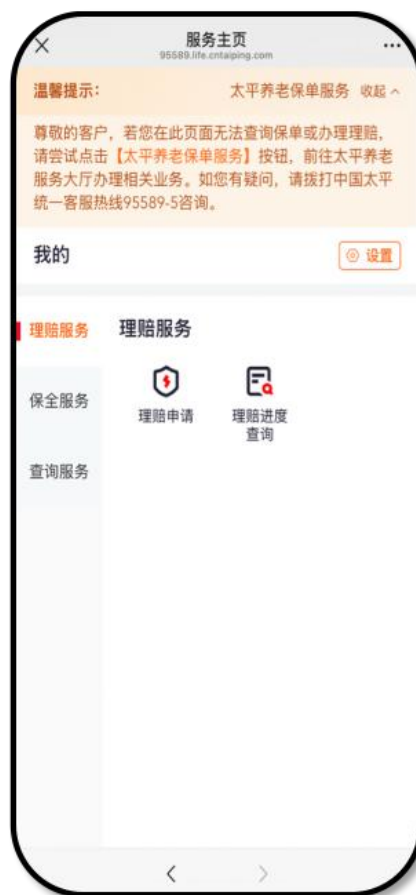 服务主页
95589.life.cntaiping.com
温馨提示: 太平养老保单服务 收起
尊敬的客户，若您在此页面无法查询保单或办理理赔，
请尝试点击【太平养老保单服务】按钮，前往太平养老
服务大厅办理相关业务。如您有疑问，请拨打中国太平
统一客服热线95589-5咨询。
我的 设置
理赔服务 理赔服务
理赔申请 理赔进度
查询
保全服务
查询服务